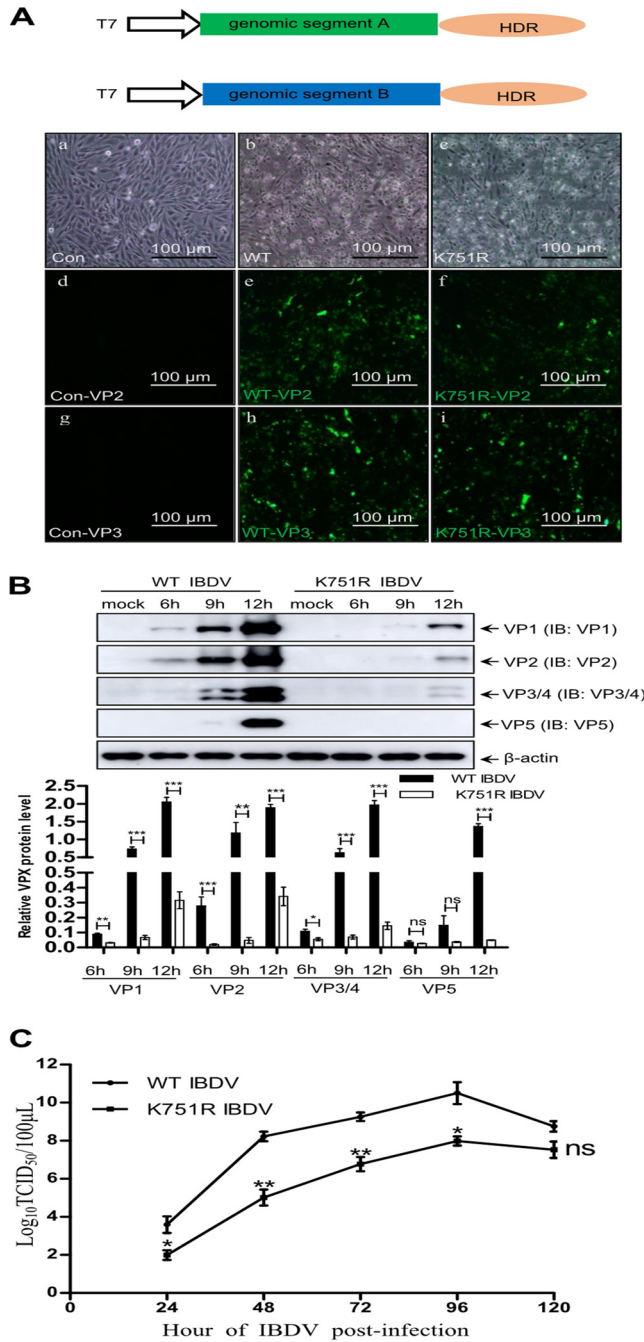 A
T7 genomic segment A HDR
T7 genomic segment B HDR
a b c
Con WT K751R
100 μm 100 μm 100 μm
d e f
100 μm 100 μm 100 μm
Con-VP2 WT-VP2 K751R-VP2
g h i
100 μm 100 μm 100 μm
Con-VP3 WT-VP3 K751R-VP3
B
WT IBDV K751R IBDV
mock 6h 9h 12h mock 6h 9h 12h
VP1 (IB: VP1)
VP2 (IB: VP2)
VP3/4 (IB: VP3/4)
VP5 (IB: VP5)
β-actin
WT IBDV
K751R IBDV
Relative VPX protein level
2.5
2.0
1.5
1.0
0.5
0.4
0.3
0.2
0.1
0.0
** *** *** *** ** *** * *** *** ns ns ***
6h 9h 12h 6h 9h 12h 6h 9h 12h 6h 9h 12h
VP1 VP2 VP3/4 VP5
C
WT IBDV
K751R IBDV
Log10TCID50/100μL
12
10
8
6
4
2
0
* ** ** * ns
0 24 48 72 96 120
Hour of IBDV post-infection